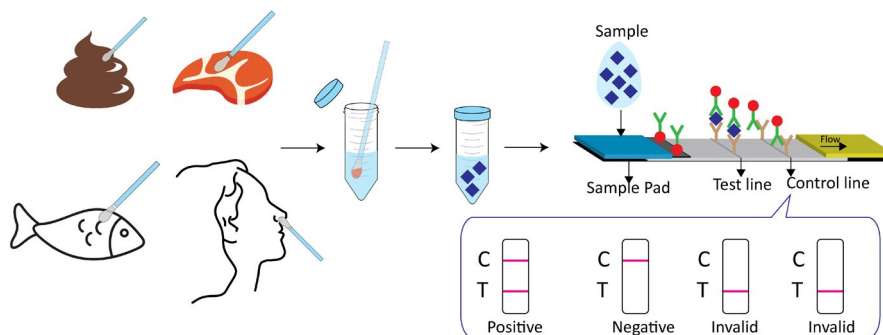 Sample
Flow
Sample Pad
Test line
Control line
C
T
Positive
C
T
Negative
C
T
Invalid
C
T
Invalid